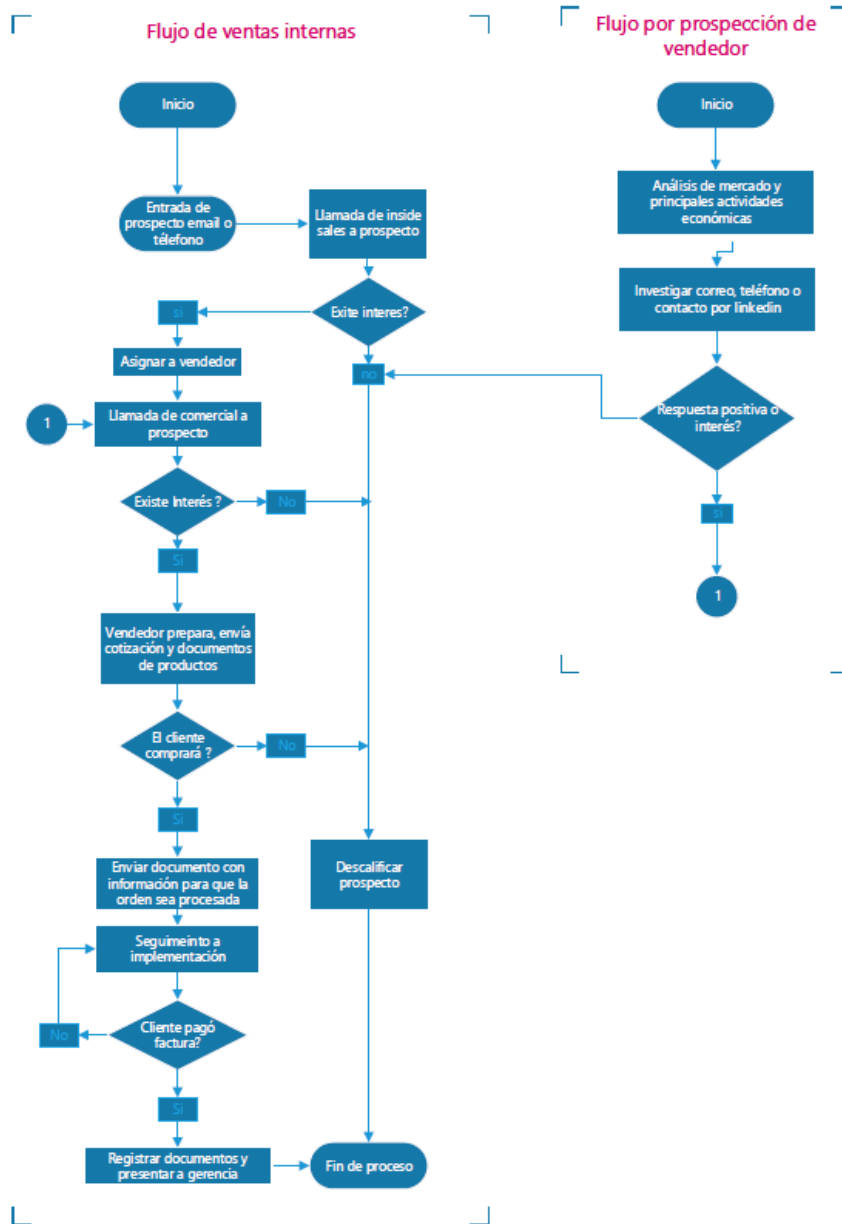 Flujo de ventas internas
Inicio
Entrada de
prospecto email o
télefono
Llamada de inside
sales a prospecto
Exite interes?
si
no
Asignar a vendedor
1
Llamada de comercial a
prospecto
Existe Interés ?
No
Si
Vendedor prepara, envía
cotización y documentos
de productos
El cliente
comprará ?
No
Si
Enviar documento con
información para que la
orden sea procesada
Descalificar
prospecto
Seguimeinto a
implementación
Cliente pagó
factura?
No
Si
Registrar documentos y
presentar a gerencia
Fin de proceso
Flujo por prospección de
vendedor
Inicio
Análisis de mercado y
principales actividades
económicas
Investigar correo, teléfono o
contacto por linkedin
Respuesta positiva o
interés?
si
1